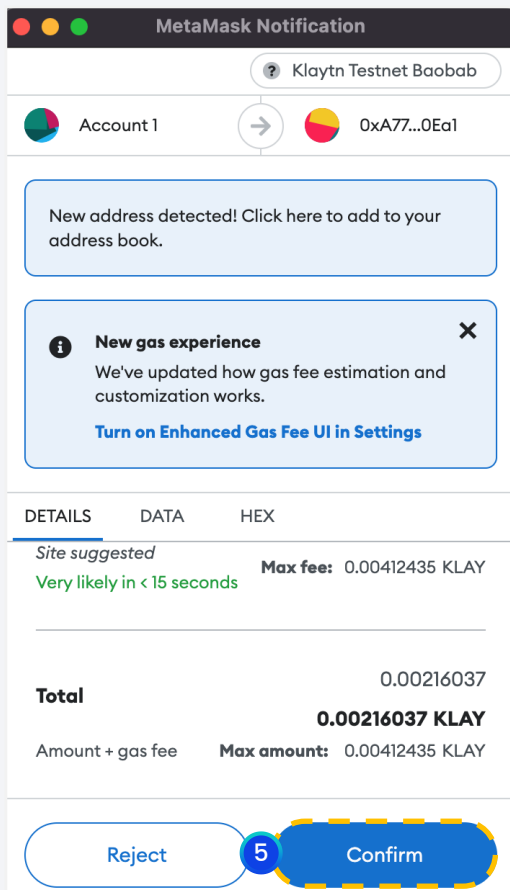 MetaMask Notification
? Klaytn Testnet Baobab
Account 1
0xA77...0Ea1
New address detected! Click here to add to your
address book.
New gas experience
We've updated how gas fee estimation and
customization works.
Turn on Enhanced Gas Fee UI in Settings
DETAILS DATA HEX
Site suggested
Very likely in < 15 seconds
Max fee: 0.00412435 KLAY
0.00216037
Total
0.00216037 KLAY
Amount + gas fee Max amount: 0.00412435 KLAY
Reject 5 Confirm